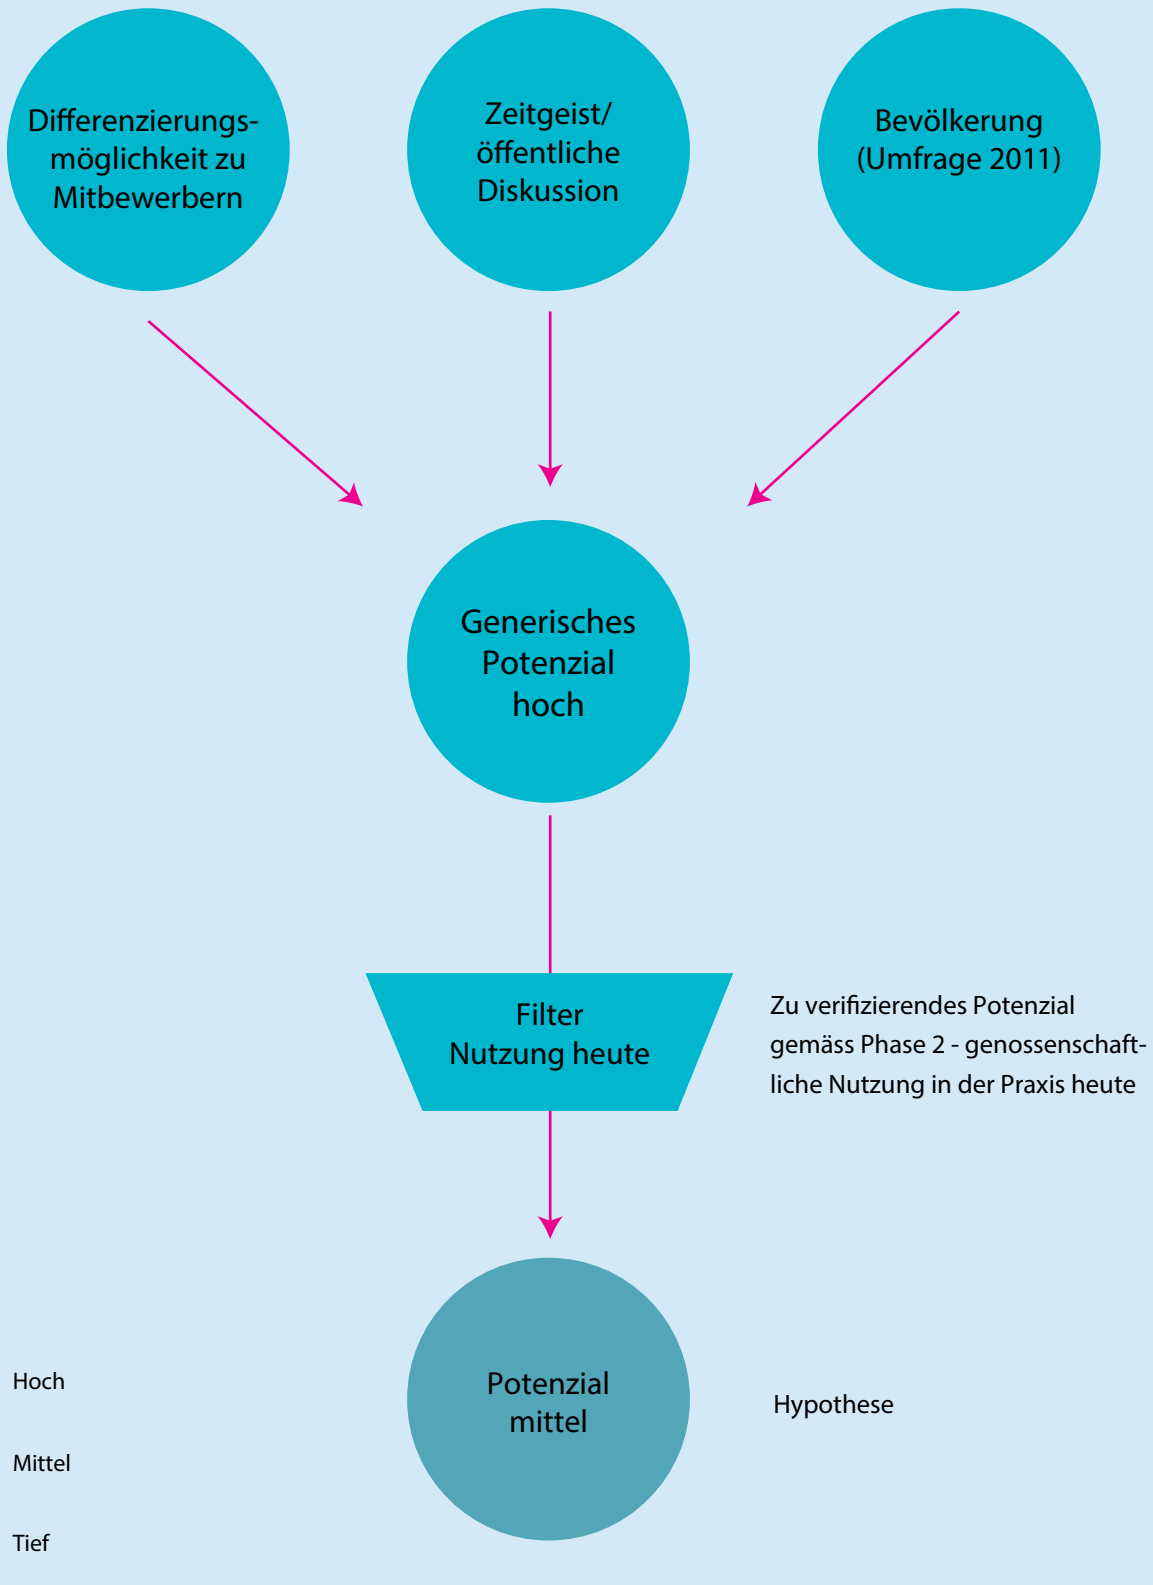 Differenzierungs-
möglichkeit zu
Mitbewerbern
Zeitgeist/
öffentliche
Diskussion
Bevölkerung
(Umfrage 2011)
Generisches
Potenzial
hoch
Filter
Nutzung heute
Zu verifizierendes Potenzial
gemäss Phase 2 - genossenschaft-
liche Nutzung in der Praxis heute
Potenzial
mittel
Hypothese
Hoch
Mittel
Tief